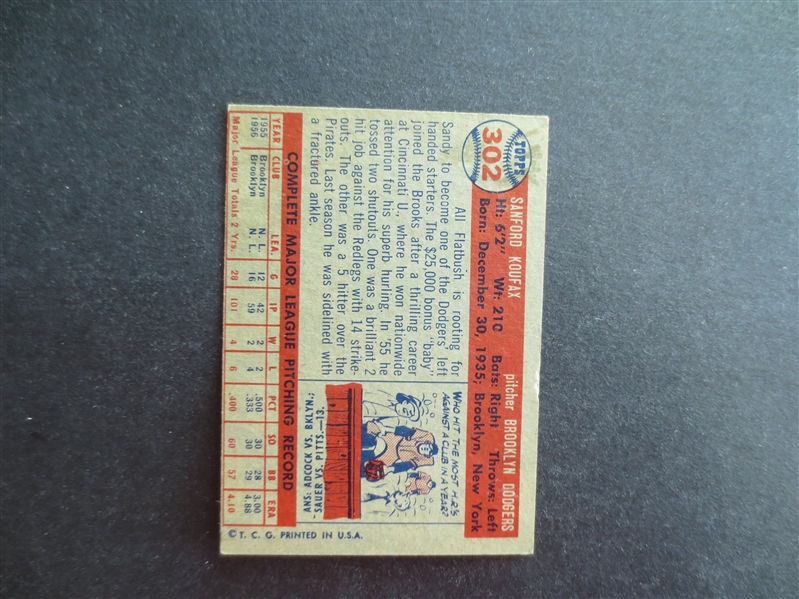 TOPPS
302
SANFORD KOUFAX
pitcher BROOKLYN DODGERS
Ht: 6'2" Wt: 210 Bats: Right Throws: Left
Born: December 30, 1935; Brooklyn, New York
All Flatbush is rooting for
Sandy to become one of the Dodgers' left
handed starters. The $25,000 bonus "baby"
joined the Brooks after a thrilling career
at Cincinnati U., where he won nationwide
attention for his superb hurling. In '55 he
tossed two shutouts. One was a brilliant 2
hit job against the Redlegs with 14 strike-
outs. The other was a 5 hitter over the
Pirates. Last season he was sidelined with
a fractured ankle.
WHO HIT THE MOST H.R.'S
AGAINST A CLUB IN A YEAR?
ANS: ADCOCK VS. BKLYN.;
SAUER VS. PITTS.—13.
COMPLETE MAJOR LEAGUE PITCHING RECORD
YEAR CLUB LEA. G IP W L PCT SO BB ERA
1955 Brooklyn N. L. 12 42 2 2 .500 30 28 3.00
1956 Brooklyn N. L. 16 59 2 4 .333 30 29 4.88
Major League Totals 2 Yrs. 28 101 4 6 .400 60 57 4.10
© T. C. G. PRINTED IN U.S.A.